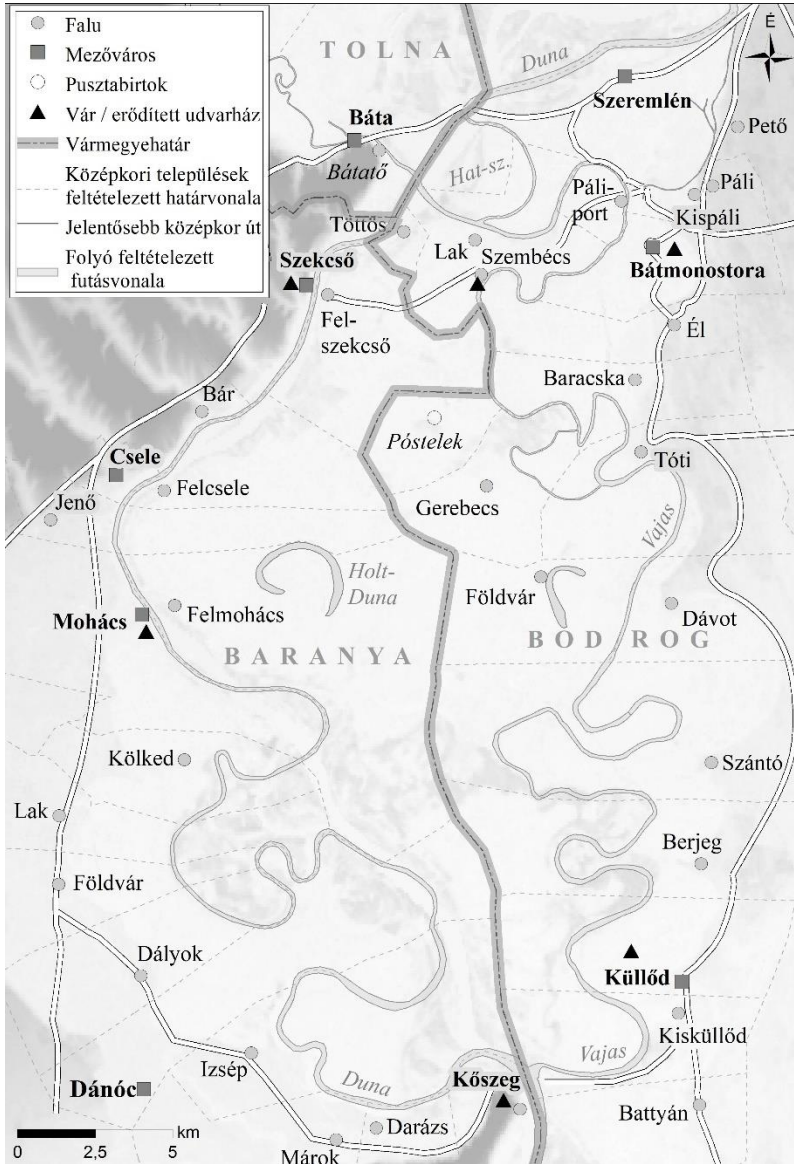 Falu
Mezőváros
Pusztabirtok
Vár / erődített udvarház
Vármegyehatár
Középkori települések
feltételezett határvonala
Jelentősebb középkor út
Folyó feltételezett
futásvonala
TOLNA
Duna
É
Szeremlén
Báta
Pető
Bátatő
Hat-sz.
Páli-
port
Páli
Kispáli
Töttös
Lak
Szembécs
Bátmonostora
Szekcső
Fel-
szekcső
Él
Baracska
Bár
Póstelek
Tóti
Csele
Felcsele
Gerebecs
Jenő
Vajas
Holt-
Duna
Földvár
Felmohács
Dávot
Mohács
BARANYA
BOD ROG
Kölked
Szántó
Lak
Berjeg
Földvár
Dályok
Küllőd
Kisküllőd
Izsép
Duna
Vajas
Dánóc
Kőszeg
Battyán
Darázs
km
0 2,5 5
Márok